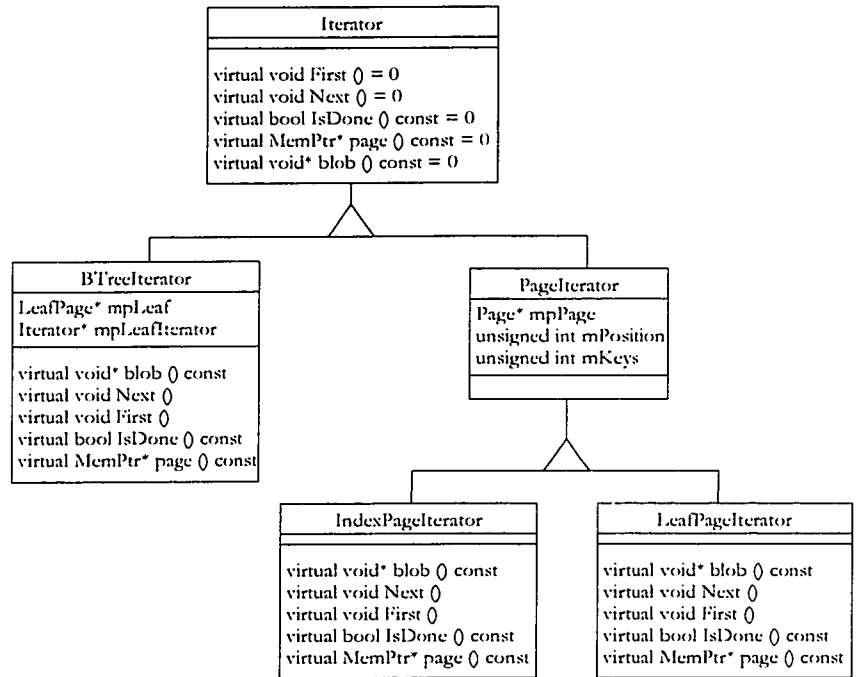 Iterator
virtual void First () = 0
virtual void Next () = 0
virtual bool IsDone () const = 0
virtual MemPtr* page () const = 0
virtual void* blob () const = 0
BTreeIterator
LeafPage* mpLeaf
Iterator* mpLeafIterator
virtual void* blob () const
virtual void Next ()
virtual void First ()
virtual bool IsDone () const
virtual MemPtr* page () const
PageIterator
Page* mpPage
unsigned int mPosition
unsigned int mKeys
IndexPageIterator
virtual void* blob () const
virtual void Next ()
virtual void First ()
virtual bool IsDone () const
virtual MemPtr* page () const
LeafPageIterator
virtual void* blob () const
virtual void Next ()
virtual void First ()
virtual bool IsDone () const
virtual MemPtr* page () const